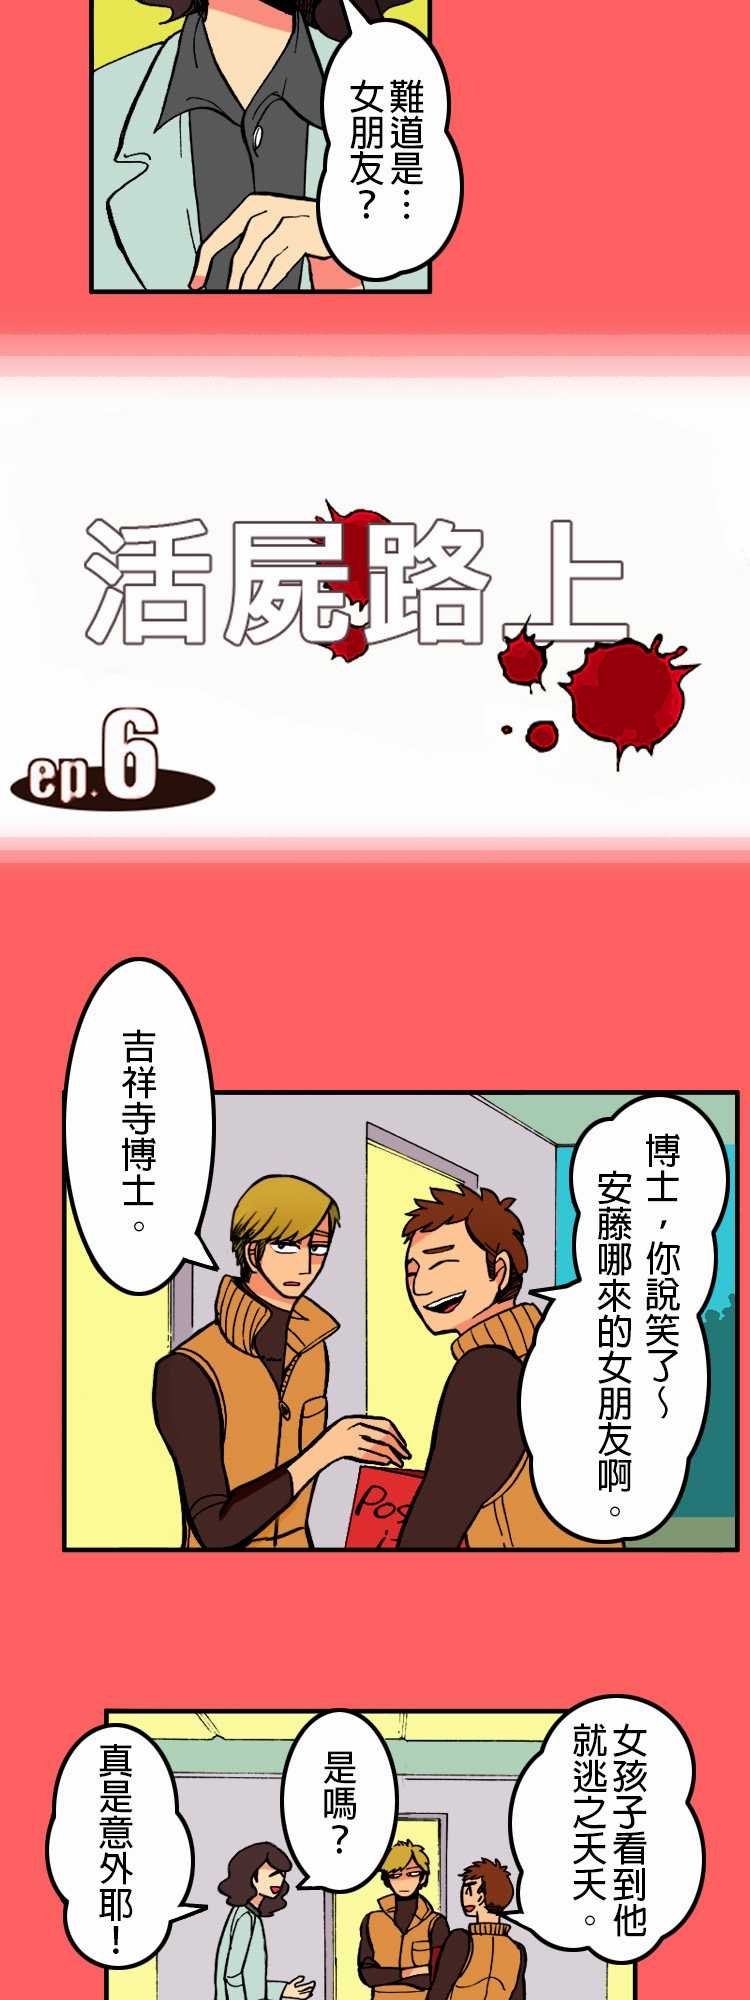 難道是…
女朋友？
活屍路上
ep.6
博士，你說笑了～
安藤哪來的女朋友啊。
吉祥寺博士。
Pos
it
女孩子看到他
就逃之夭夭。
是嗎？
真是意外耶！